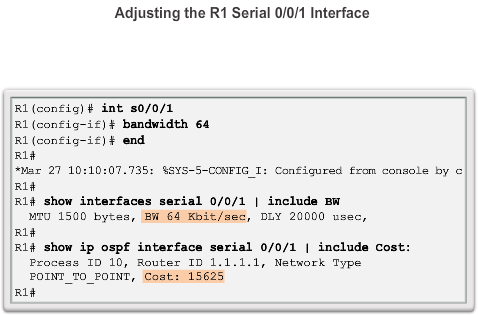 Adjusting the R1 Serial 0/0/1 Interface
R1(config)# int s0/0/1
R1(config-if)# bandwidth 64
R1(config-if)# end
R1#
*Mar 27 10:10:07.735: %SYS-5-CONFIG_I: Configured from console by c
R1#
R1# show interfaces serial 0/0/1 | include BW
MTU 1500 bytes, BW 64 Kbit/sec, DLY 20000 usec,
R1#
R1# show ip ospf interface serial 0/0/1 | include Cost:
Process ID 10, Router ID 1.1.1.1, Network Type
POINT_TO_POINT, Cost: 15625
R1#